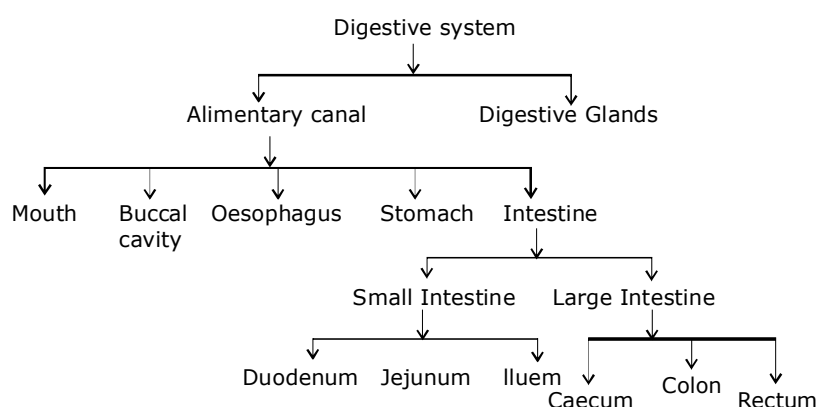 Digestive system
Alimentary canal
Digestive Glands
Mouth
Buccal
cavity
Oesophagus
Stomach
Intestine
Small Intestine
Large Intestine
Duodenum
Jejunum
Iluem
Caecum
Colon
Rectum